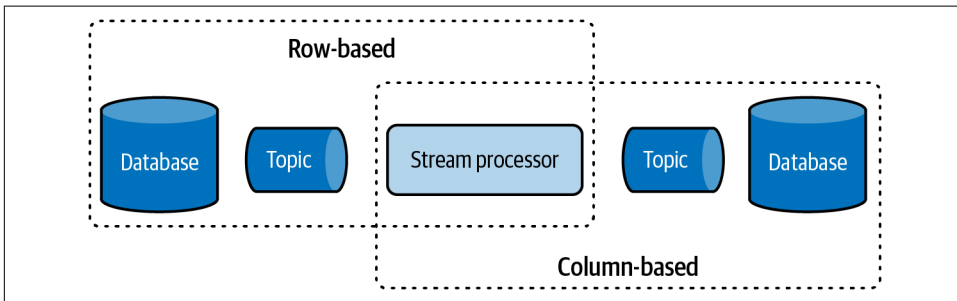 Row-based
Database
Topic
Stream processor
Topic
Database
Column-based